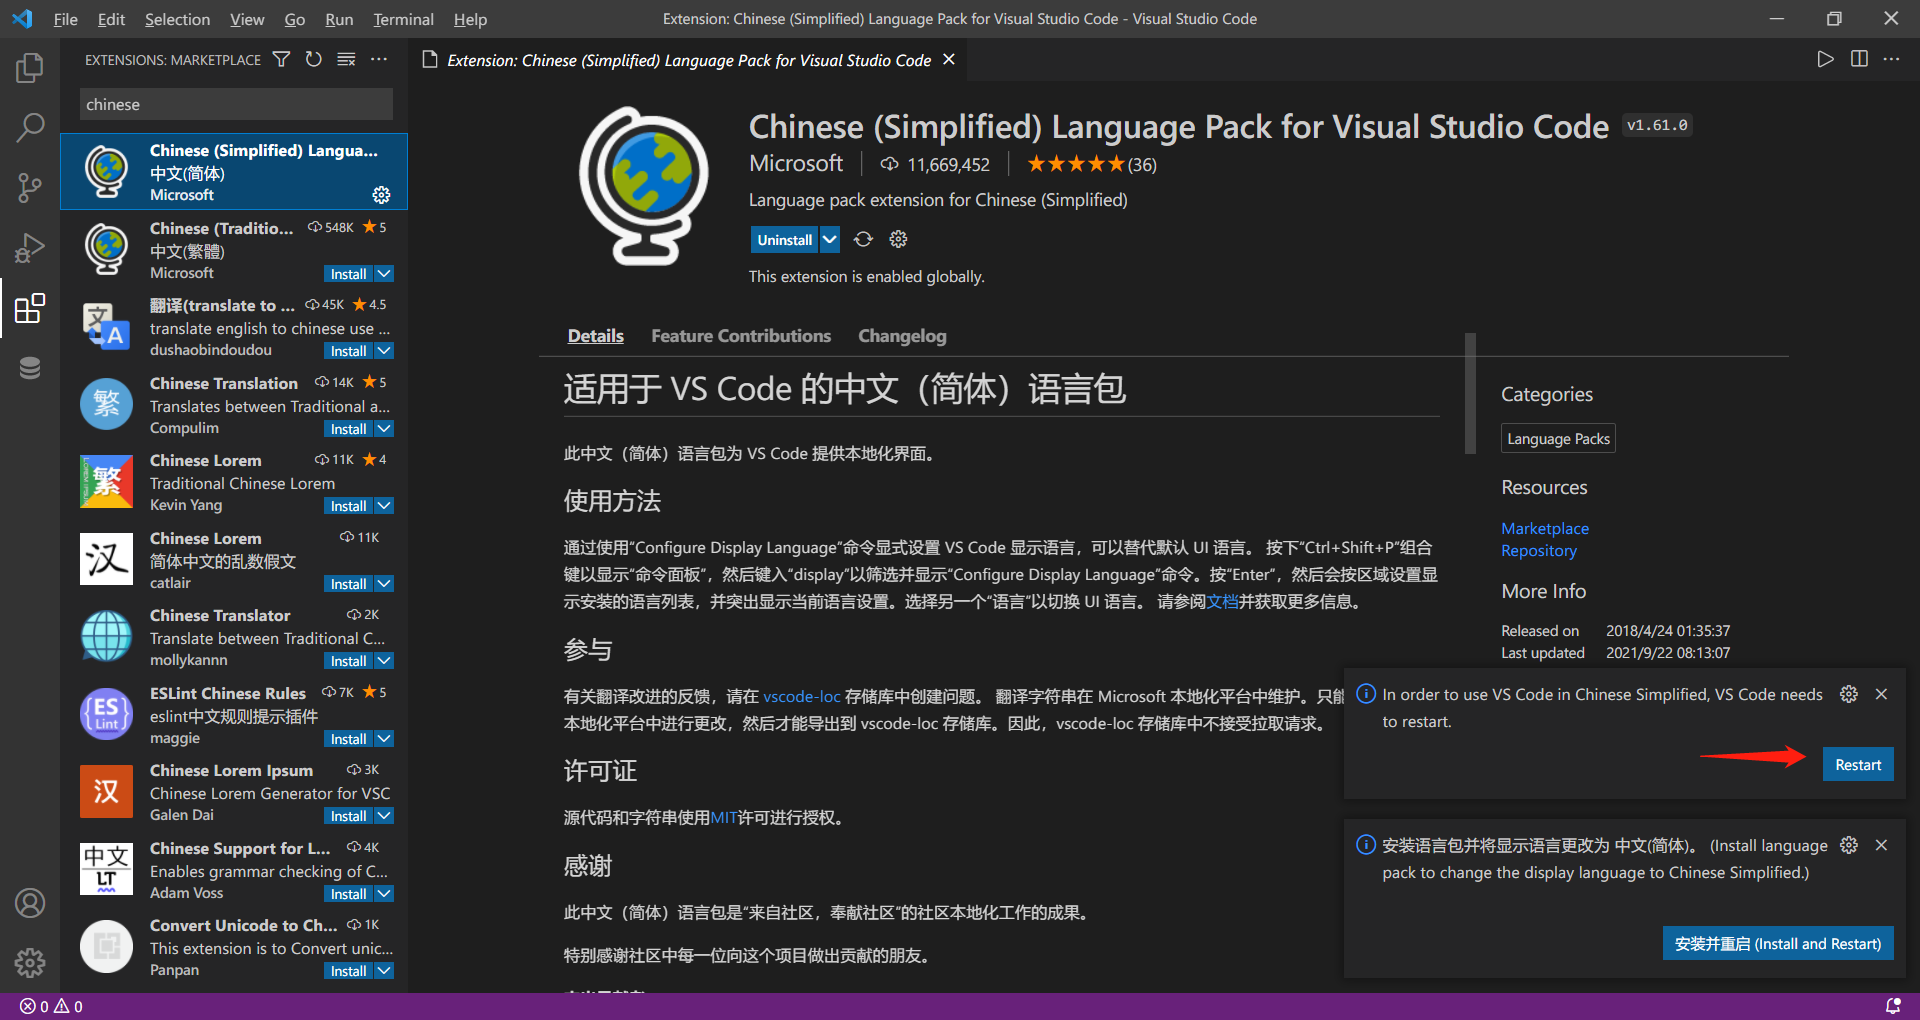 File Edit Selection View Go Run Terminal Help
Extension: Chinese (Simplified) Language Pack for Visual Studio Code - Visual Studio Code
EXTENSIONS: MARKETPLACE
chinese
Chinese (Simplified) Langua...
中文(简体)
Microsoft
Chinese (Traditio... 548K 5
中文(繁體)
Microsoft Install
翻译(translate to ... 45K 4.5
translate english to chinese use ...
dushaobindoudou Install
Chinese Translation 14K 5
Translates between Traditional a...
Compulim Install
Chinese Lorem 11K 4
Traditional Chinese Lorem
Kevin Yang Install
Chinese Lorem 11K
简体中文的乱数假文
catlair Install
Chinese Translator 2K
Translate between Traditional C...
mollykannn Install
ESLint Chinese Rules 7K 5
eslint中文规则提示插件
maggie Install
Chinese Lorem Ipsum 3K
Chinese Lorem Generator for VSC
Galen Dai Install
Chinese Support for L... 4K
Enables grammar checking of C...
Adam Voss Install
Convert Unicode to Ch... 1K
This extension is to Convert unic...
Panpan Install
文
A
繁
繁
汉
{ES}
Lint
汉
中文
LT
Extension: Chinese (Simplified) Language Pack for Visual Studio Code
Chinese (Simplified) Language Pack for Visual Studio Code v1.61.0
Microsoft 11,669,452 (36)
Language pack extension for Chinese (Simplified)
Uninstall
This extension is enabled globally.
Details Feature Contributions Changelog
适用于 VS Code 的中文（简体）语言包
此中文（简体）语言包为 VS Code 提供本地化界面。
使用方法
通过使用“Configure Display Language”命令显式设置 VS Code 显示语言，可以替代默认 UI 语言。 按下“Ctrl+Shift+P”组合
键以显示“命令面板”，然后键入“display”以筛选并显示“Configure Display Language”命令。按“Enter”，然后会按区域设置显
示安装的语言列表，并突出显示当前语言设置。选择另一个“语言”以切换 UI 语言。 请参阅文档并获取更多信息。
参与
有关翻译改进的反馈，请在 vscode-loc 存储库中创建问题。 翻译字符串在 Microsoft 本地化平台中维护。只能
本地化平台中进行更改，然后才能导出到 vscode-loc 存储库。因此，vscode-loc 存储库中不接受拉取请求。
许可证
源代码和字符串使用MIT许可进行授权。
感谢
此中文（简体）语言包是“来自社区，奉献社区”的社区本地化工作的成果。
特别感谢社区中每一位向这个项目做出贡献的朋友。
Categories
Language Packs
Resources
Marketplace
Repository
More Info
Released on 2018/4/24 01:35:37
Last updated 2021/9/22 08:13:07
In order to use VS Code in Chinese Simplified, VS Code needs
to restart.
Restart
安装语言包并将显示语言更改为 中文(简体)。 (Install language
pack to change the display language to Chinese Simplified.)
安装并重启 (Install and Restart)
0 0